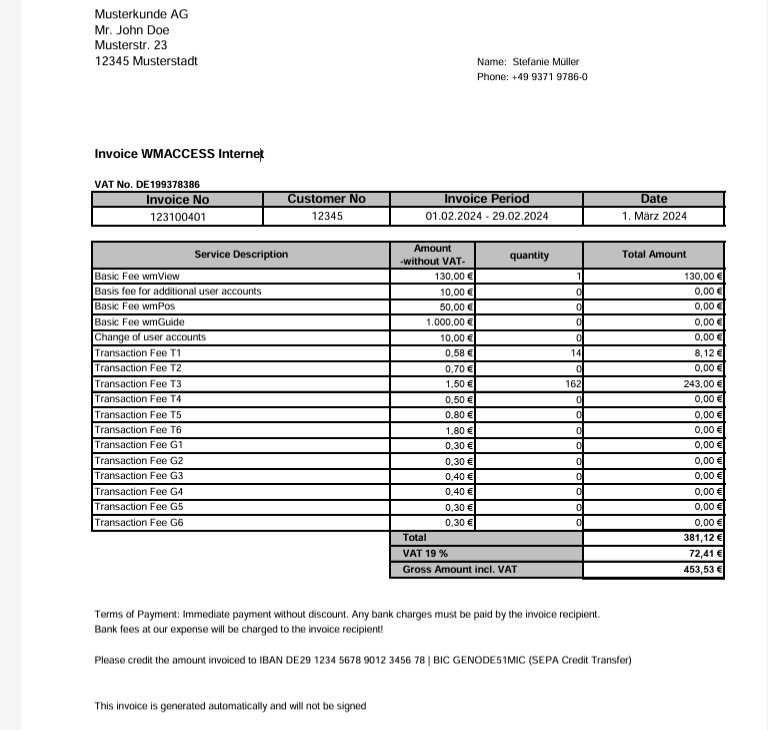 Musterkunde AG
Mr. John Doe
Musterstr. 23
12345 Musterstadt
Name: Stefanie Müller
Phone: +49 9371 9786-0
Invoice WMACCESS Internet
VAT No. DE199378386
Invoice No Customer No Invoice Period Date
123100401 12345 01.02.2024 - 29.02.2024 1. März 2024
Service Description Amount -without VAT- quantity Total Amount
Basic Fee wmView 130,00 € 1 130,00 €
Basis fee for additional user accounts 10,00 € 0 0,00 €
Basic Fee wmPos 50,00 € 0 0,00 €
Basic Fee wmGuide 1.000,00 € 0 0,00 €
Change of user accounts 10,00 € 0 0,00 €
Transaction Fee T1 0,58 € 14 8,12 €
Transaction Fee T2 0,70 € 0 0,00 €
Transaction Fee T3 1,50 € 162 243,00 €
Transaction Fee T4 0,50 € 0 0,00 €
Transaction Fee T5 0,80 € 0 0,00 €
Transaction Fee T6 1,80 € 0 0,00 €
Transaction Fee G1 0,30 € 0 0,00 €
Transaction Fee G2 0,30 € 0 0,00 €
Transaction Fee G3 0,40 € 0 0,00 €
Transaction Fee G4 0,40 € 0 0,00 €
Transaction Fee G5 0,30 € 0 0,00 €
Transaction Fee G6 0,30 € 0 0,00 €
Total 381,12 €
VAT 19 % 72,41 €
Gross Amount incl. VAT 453,53 €
Terms of Payment: Immediate payment without discount. Any bank charges must be paid by the invoice recipient.
Bank fees at our expense will be charged to the invoice recipient!
Please credit the amount invoiced to IBAN DE29 1234 5678 9012 3456 78 | BIC GENODE51MIC (SEPA Credit Transfer)
This invoice is generated automatically and will not be signed